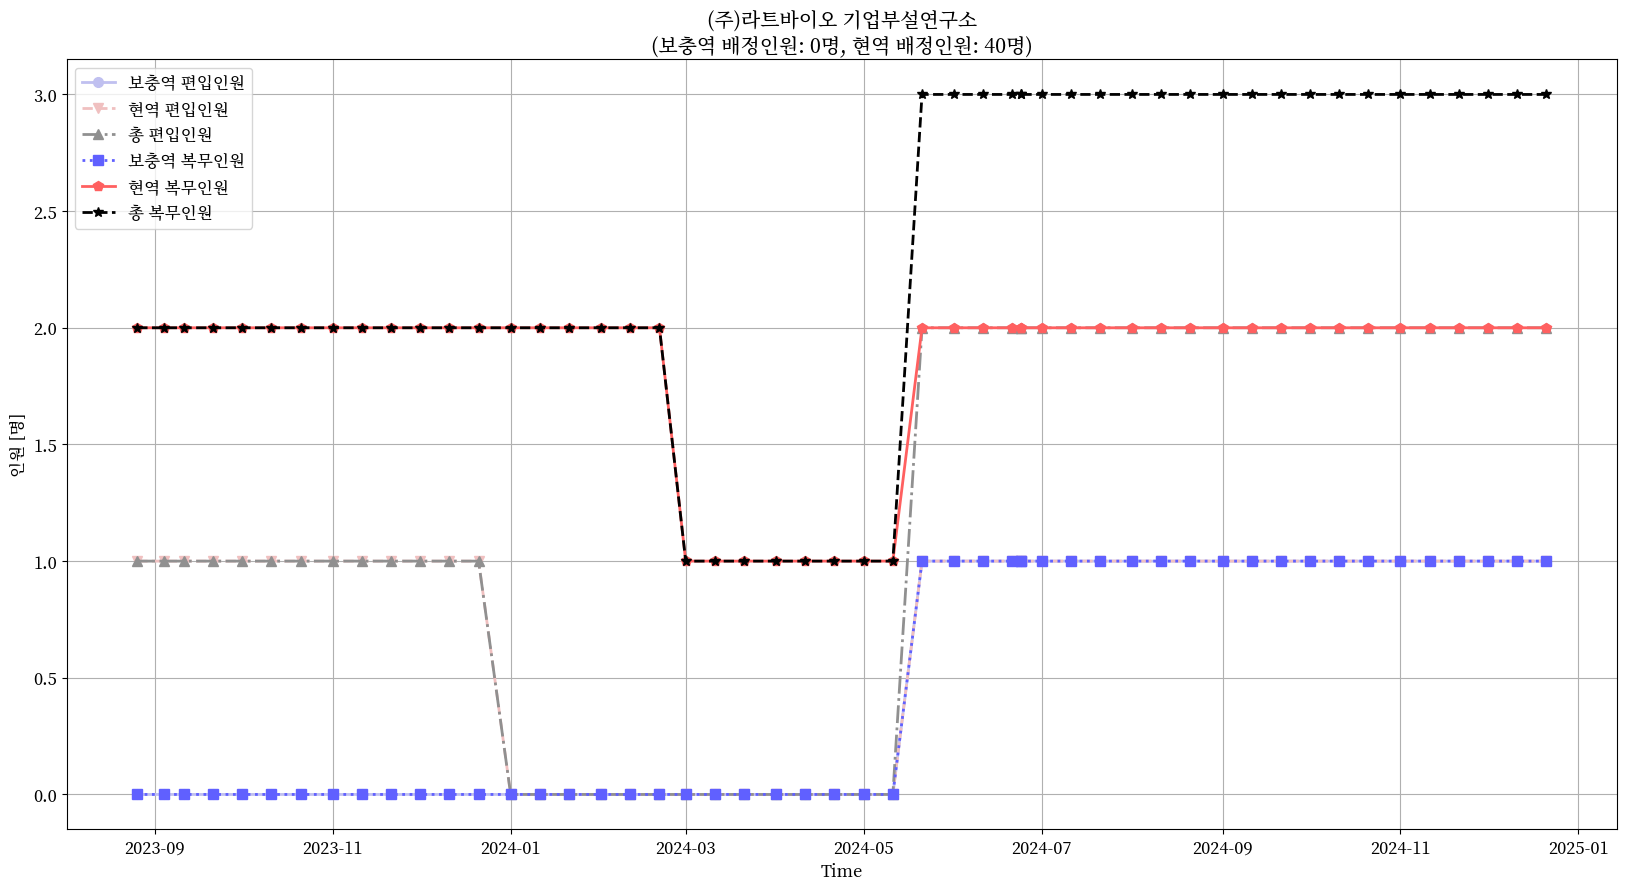 (주)라트바이오 기업부설연구소
(보충역 배정인원: 0명, 현역 배정인원: 40명)
보충역 편입인원
현역 편입인원
총 편입인원
보충역 복무인원
현역 복무인원
총 복무인원
3.0
2.5
2.0
1.5
1.0
0.5
0.0
인원 [명]
2023-09
2023-11
2024-01
2024-03
2024-05
2024-07
2024-09
2024-11
2025-01
Time